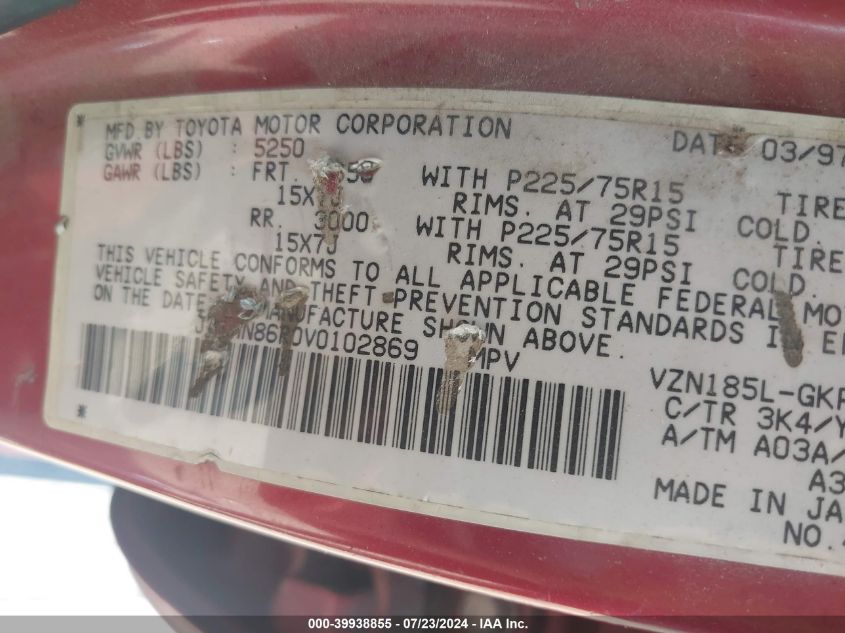 MFD BY TOYOTA MOTOR CORPORATION DATE 03/97
GVWR (LBS) : 5250
GAWR (LBS) : FRT. WITH P225/75R15 TIRE
RIMS. AT 29PSI COLD.
RR. 3000 WITH P225/75R15 TIRE
15X7J RIMS. AT 29PSI COLD.
THIS VEHICLE CONFORMS TO ALL APPLICABLE FEDERAL MO
VEHICLE SAFETY AND THEFT PREVENTION STANDARDS IN
ON THE DATE MANUFACTURE SHOWN ABOVE.
MPV
VZN185L-GKP
C/TR 3K4/Y
A/TM A03A/
A3
MADE IN JA
NO.
000-39938855 - 07/23/2024 - IAA, Inc.